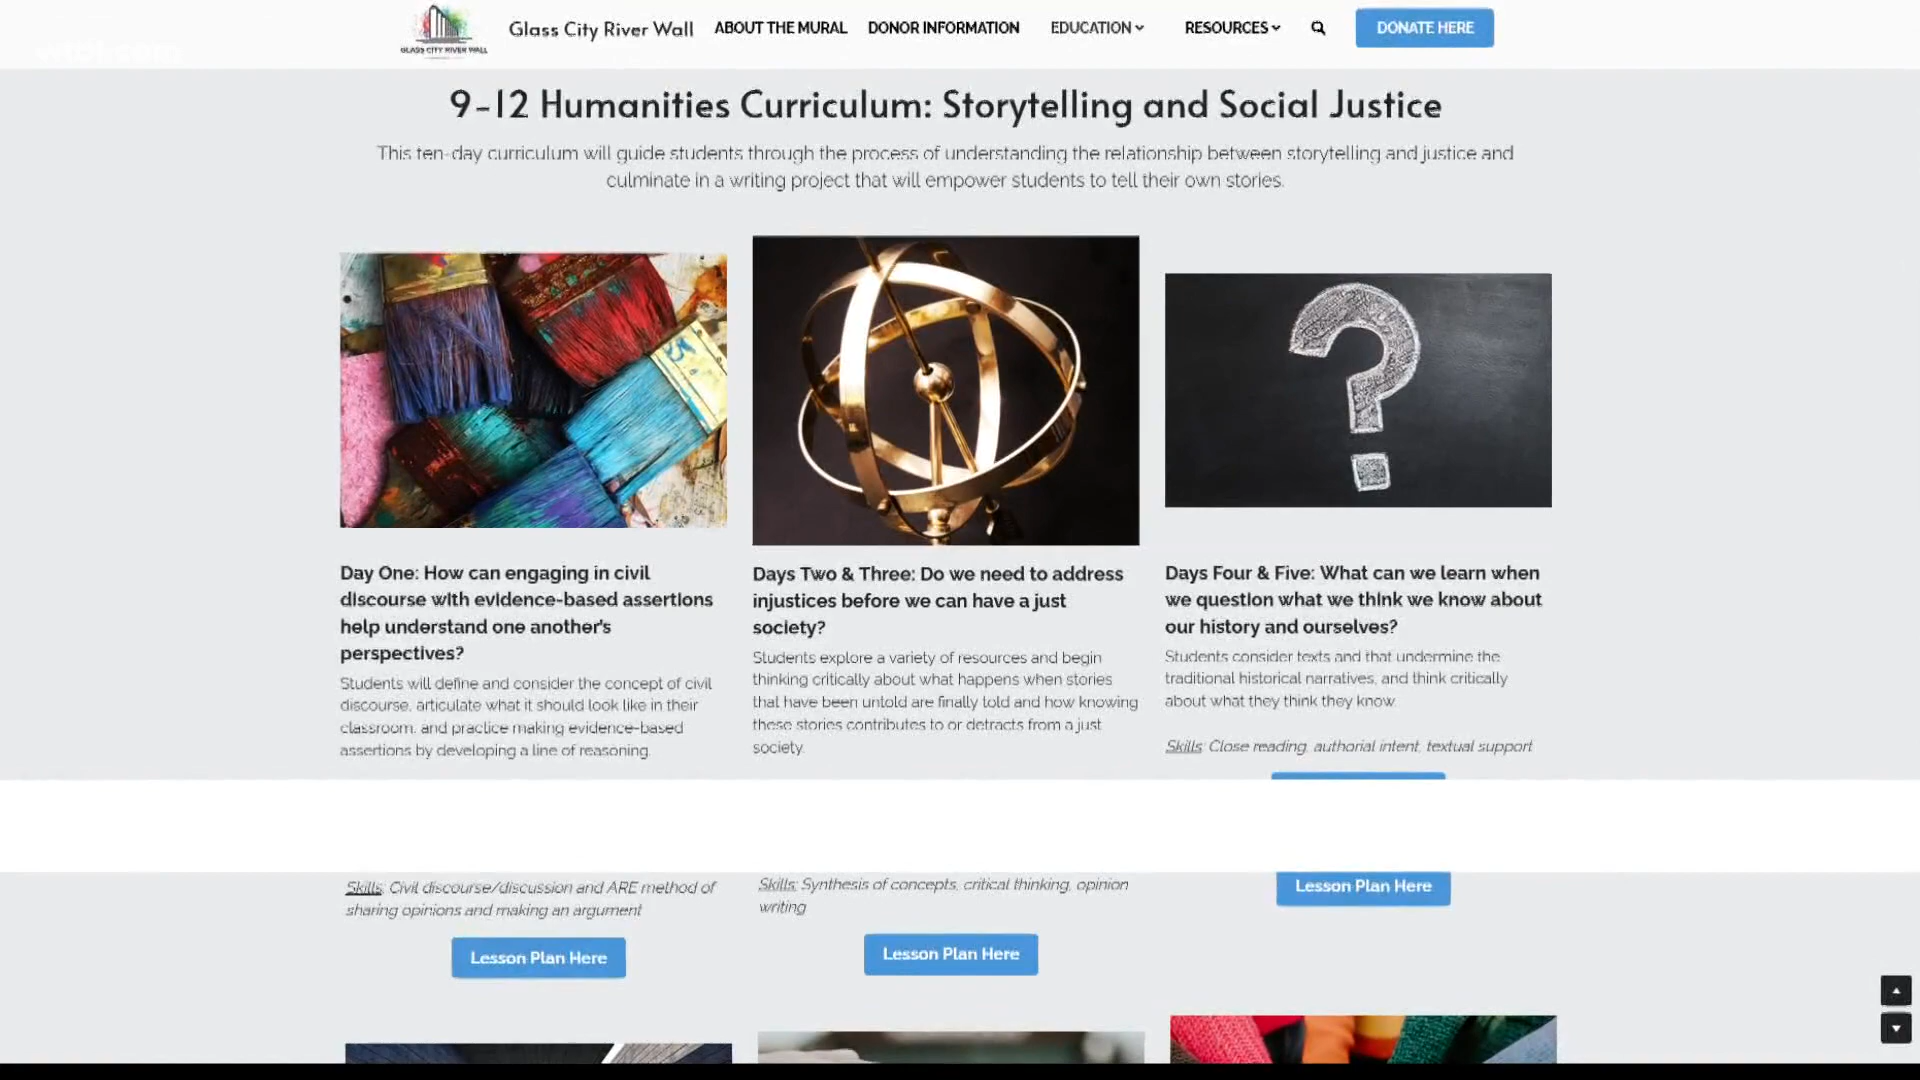 wtol.com
GLASS CITY RIVER WALL
Glass City River Wall
ABOUT THE MURAL
DONOR INFORMATION
EDUCATION
RESOURCES
DONATE HERE
9-12 Humanities Curriculum: Storytelling and Social Justice
This ten-day curriculum will guide students through the process of understanding the relationship between storytelling and justice and
culminate in a writing project that will empower students to tell their own stories.
Day One: How can engaging in civil
discourse with evidence-based assertions
help understand one another's
perspectives?
Students will define and consider the concept of civil
discourse, articulate what it should look like in their
classroom, and practice making evidence-based
assertions by developing a line of reasoning.
Skills: Civil discourse/discussion and ARE method of
sharing opinions and making an argument
Lesson Plan Here
Days Two & Three: Do we need to address
injustices before we can have a just
society?
Students explore a variety of resources and begin
thinking critically about what happens when stories
that have been untold are finally told and how knowing
these stories contributes to or detracts from a just
society.
Skills: Synthesis of concepts, critical thinking, opinion
writing
Lesson Plan Here
Days Four & Five: What can we learn when
we question what we think we know about
our history and ourselves?
Students consider texts and that undermine the
traditional historical narratives, and think critically
about what they think they know.
Skills: Close reading, authorial intent, textual support
Lesson Plan Here